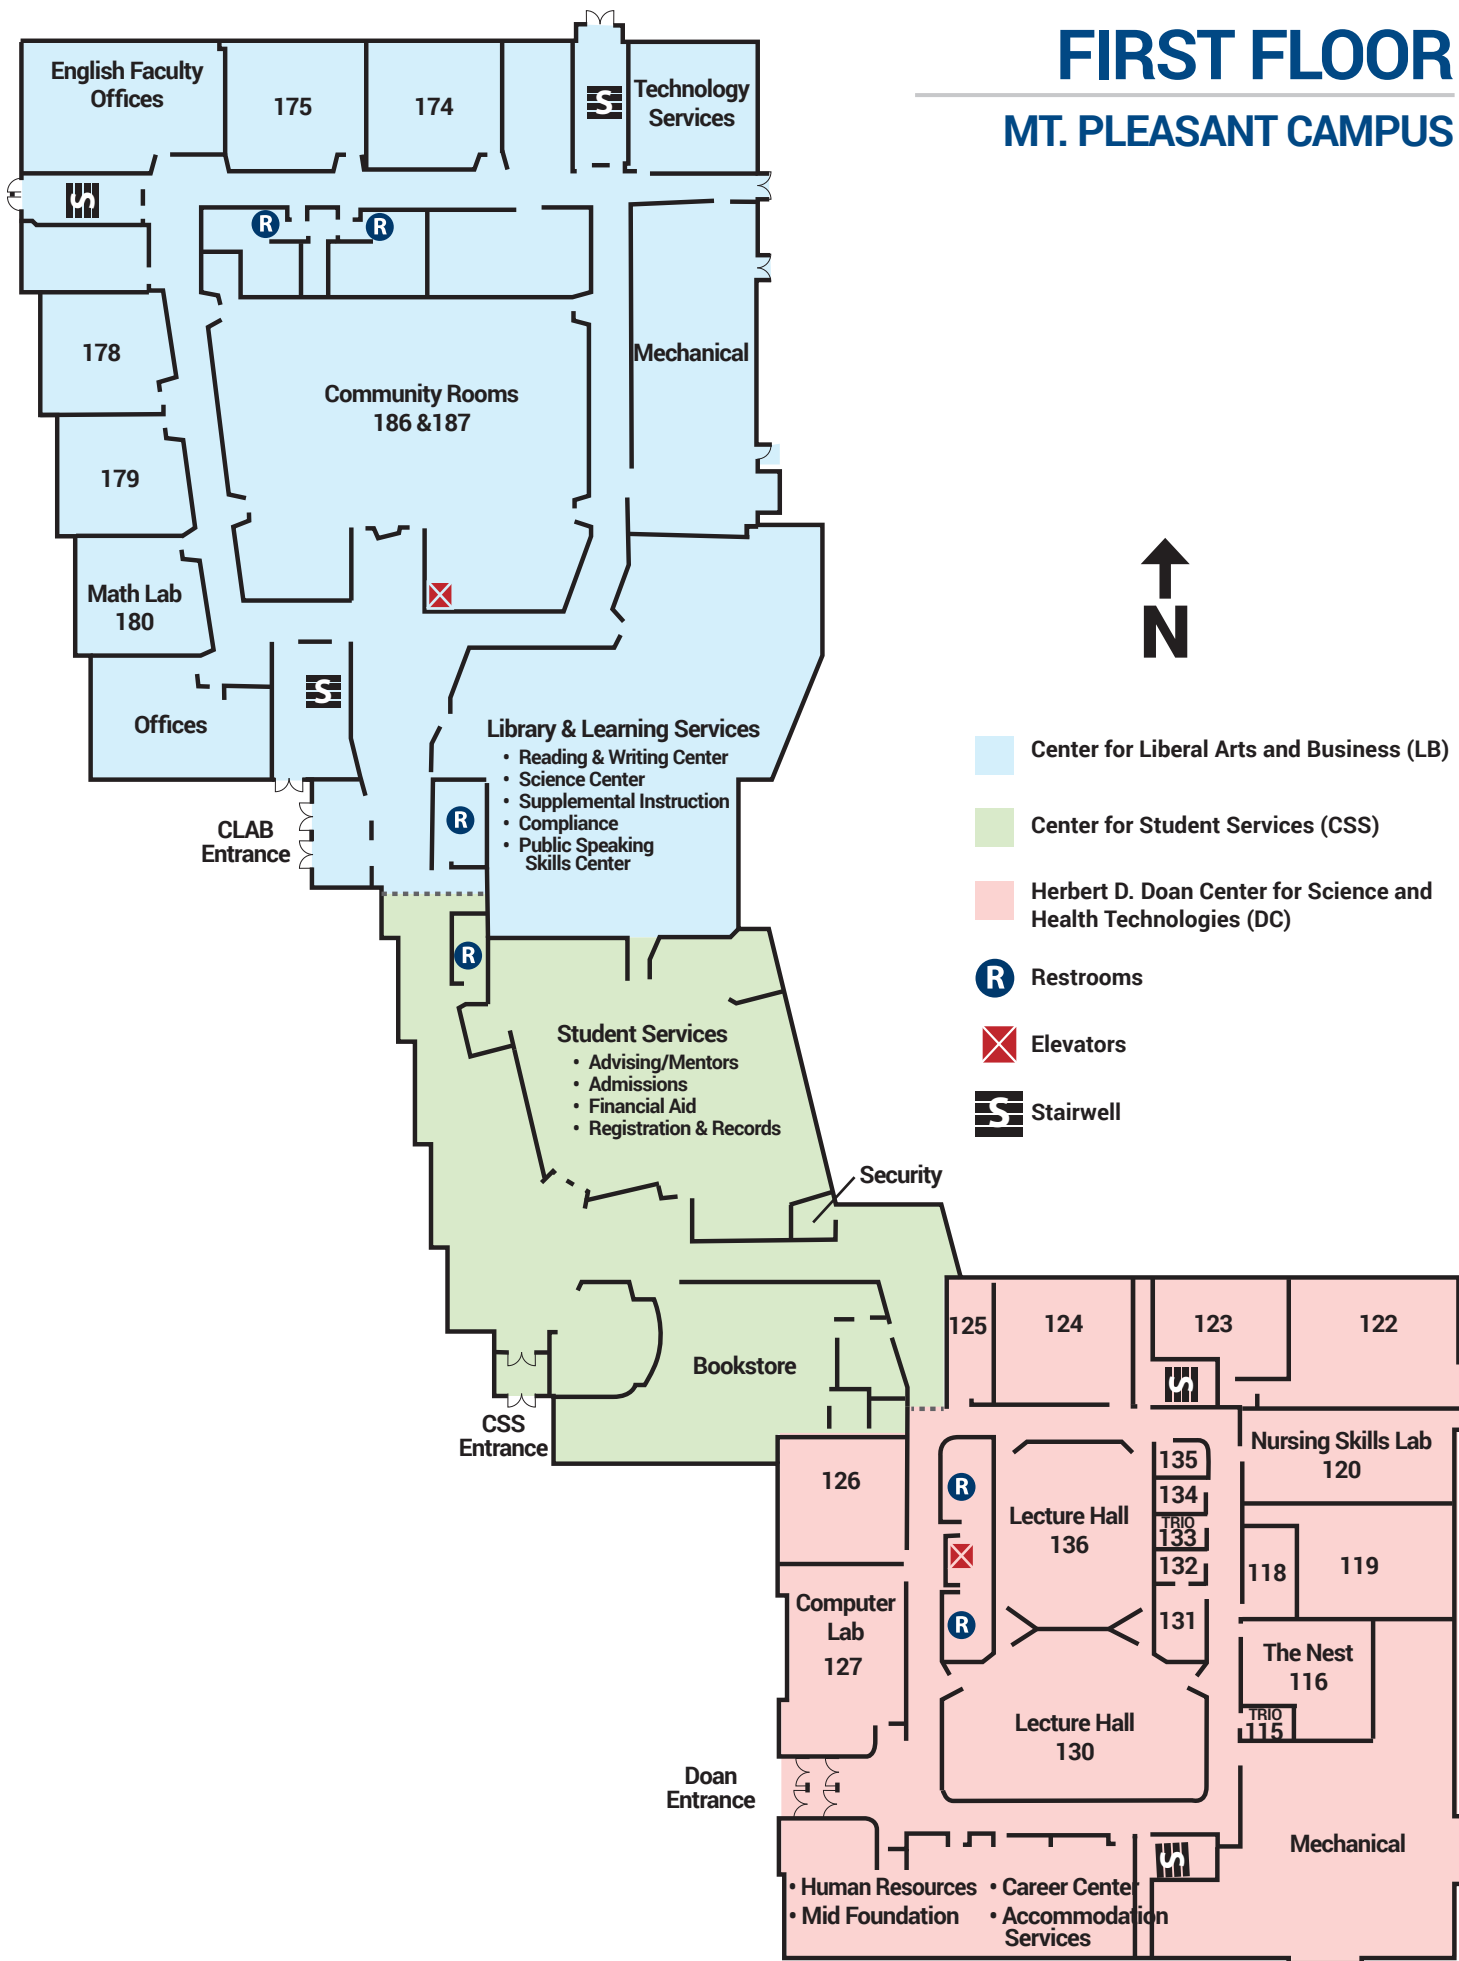 FIRST FLOOR
MT. PLEASANT CAMPUS
English Faculty
Offices
175
174
S
Technology
Services
S
R
R
178
Mechanical
Community Rooms
186 &187
179
Math Lab
180
S
Offices
Library & Learning Services
• Reading & Writing Center
• Science Center
• Supplemental Instruction
• Compliance
• Public Speaking
Skills Center
R
CLAB
Entrance
N
Center for Liberal Arts and Business (LB)
Center for Student Services (CSS)
Herbert D. Doan Center for Science and
Health Technologies (DC)
R Restrooms
Elevators
S Stairwell
R
Student Services
• Advising/Mentors
• Admissions
• Financial Aid
• Registration & Records
Security
Bookstore
CSS
Entrance
125
124
123
122
S
Nursing Skills Lab
120
126
R
Lecture Hall
136
135
134
TRIO
133
132
131
118
119
Computer
Lab
127
R
The Nest
116
TRIO
115
Lecture Hall
130
Doan
Entrance
Mechanical
S
• Human Resources
• Mid Foundation
• Career Center
• Accommodation
Services